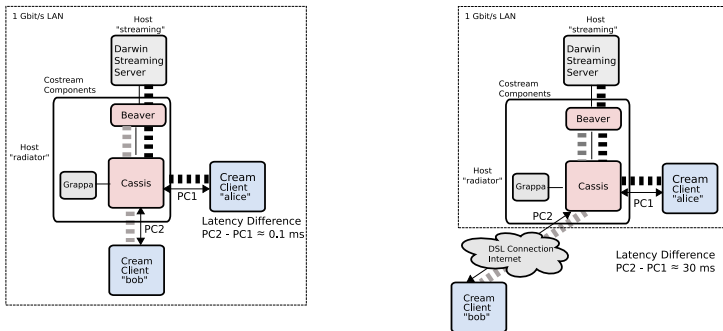 1 Gbit/s LAN
Host
"streaming"
Darwin
Streaming
Server
Costream
Components
Beaver
Host
"radiator"
Grappa
Cassis
Cream
Client
"alice"
PC1
PC2
Latency Difference
PC2 - PC1 ≈ 0.1 ms
Cream
Client
"bob"
1 Gbit/s LAN
Host
"streaming"
Darwin
Streaming
Server
Costream
Components
Beaver
Host
"radiator"
Grappa
Cassis
Cream
Client
"alice"
PC1
PC2
DSL Connection
Internet
Latency Difference
PC2 - PC1 ≈ 30 ms
Cream
Client
"bob"